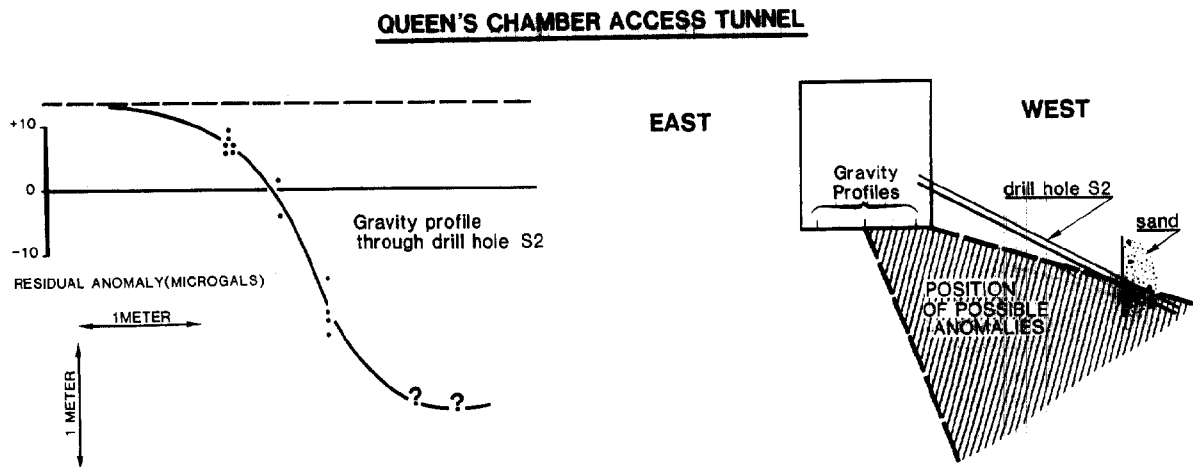 QUEEN'S CHAMBER ACCESS TUNNEL
+10
0
-10
RESIDUAL ANOMALY(MICROGALS)
1METER
1 METER
Gravity profile
through drill hole S2
? ?
EAST
WEST
Gravity
Profiles
drill hole S2
sand
POSITION
OF POSSIBLE
ANOMALIES